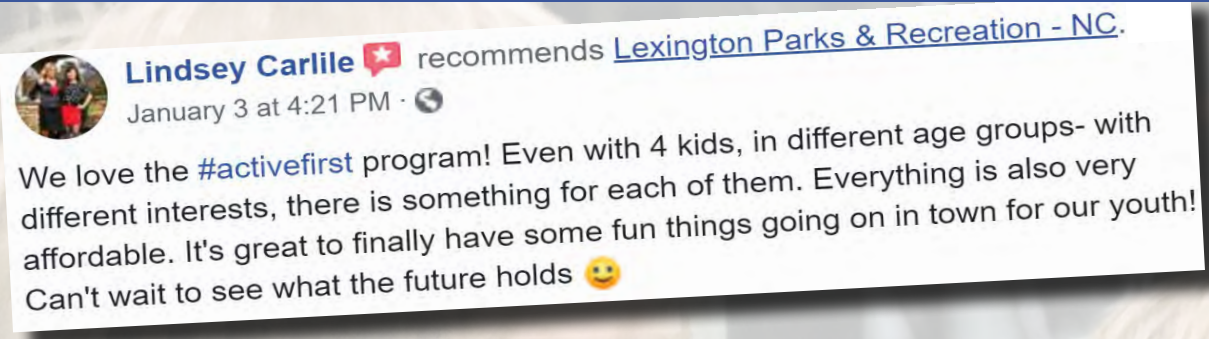 Lindsey Carlile recommends Lexington Parks & Recreation - NC.
January 3 at 4:21 PM ·
We love the #activefirst program! Even with 4 kids, in different age groups- with
different interests, there is something for each of them. Everything is also very
affordable. It's great to finally have some fun things going on in town for our youth!
Can't wait to see what the future holds 🙂